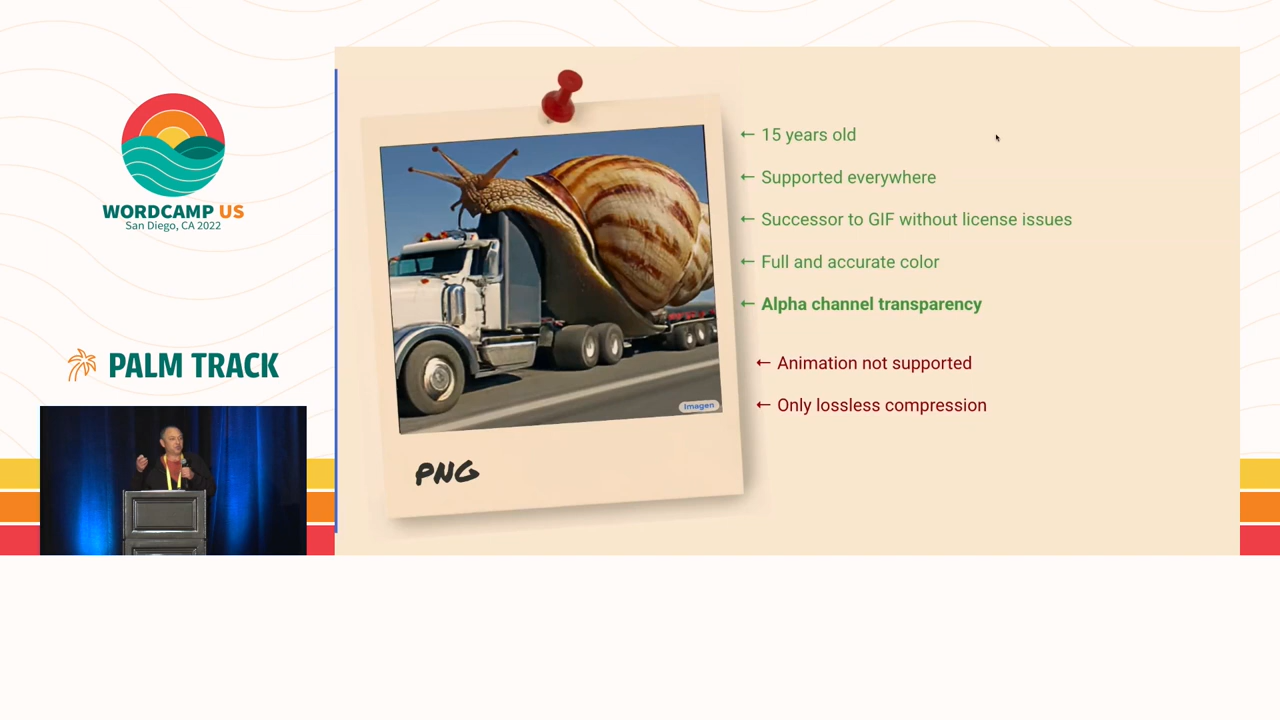 WORDCAMP US
San Diego, CA 2022
PALM TRACK
Imagen
PNG
← 15 years old
← Supported everywhere
← Successor to GIF without license issues
← Full and accurate color
← Alpha channel transparency
← Animation not supported
← Only lossless compression